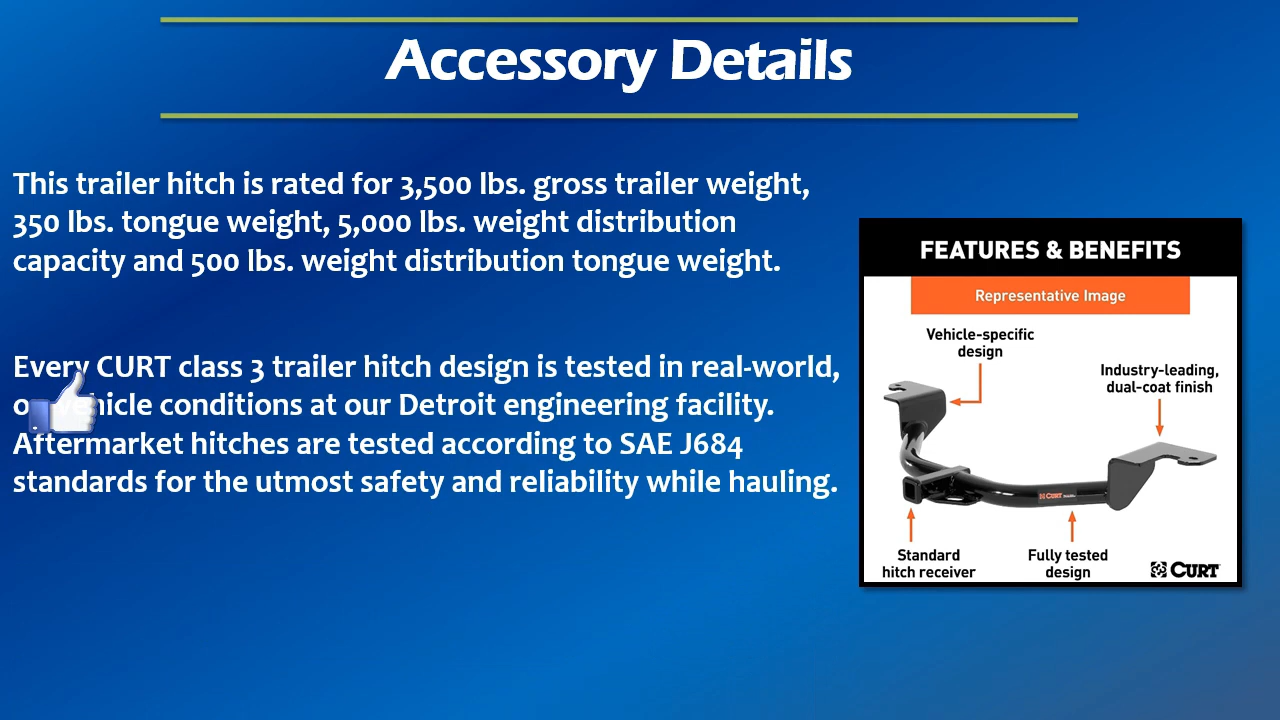 Accessory Details
This trailer hitch is rated for 3,500 lbs. gross trailer weight,
350 lbs. tongue weight, 5,000 lbs. weight distribution
capacity and 500 lbs. weight distribution tongue weight.
Every CURT class 3 trailer hitch design is tested in real-world,
conditions at our Detroit engineering facility.
Aftermarket hitches are tested according to SAE J684
standards for the utmost safety and reliability while hauling.
FEATURES & BENEFITS
Representative Image
Vehicle-specific
design
Industry-leading,
dual-coat finish
CURT
Standard
hitch receiver
Fully tested
design
CURT